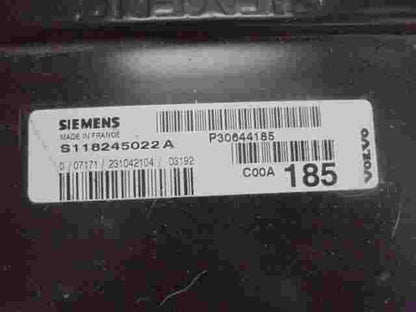 SIEMENS
MADE IN FRANCE
S118245022 A
P30644185
0 / 07171 / 231042104 / 03192
C00A 185
VOLVO